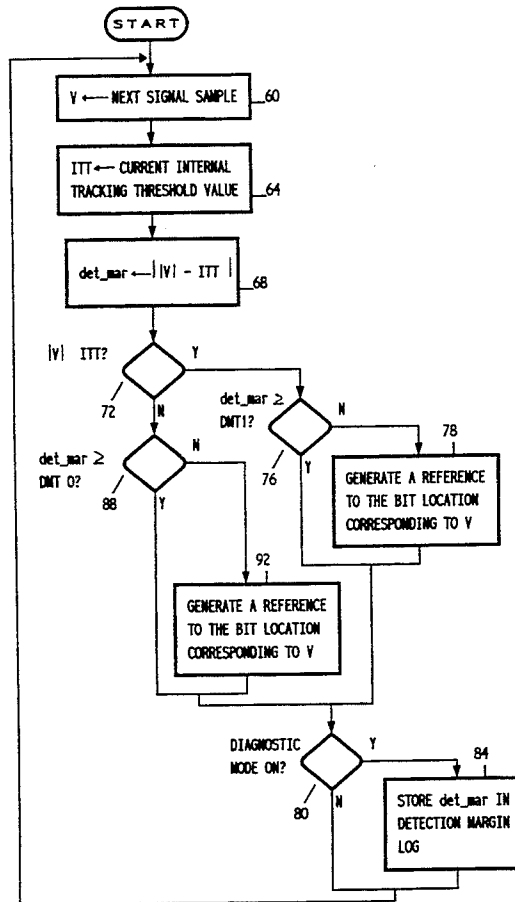 START
V ← NEXT SIGNAL SAMPLE
60
ITT ← CURRENT INTERNAL
TRACKING THRESHOLD VALUE
64
det_mar ← ||V| - ITT |
68
|V| ITT?
Y
72
N
det_mar ≥
DMT1?
N
76
Y
78
GENERATE A REFERENCE
TO THE BIT LOCATION
CORRESPONDING TO V
det_mar ≥
DMT 0?
N
88
Y
92
GENERATE A REFERENCE
TO THE BIT LOCATION
CORRESPONDING TO V
DIAGNOSTIC
MODE ON?
Y
80
N
84
STORE det_mar IN
DETECTION MARGIN
LOG